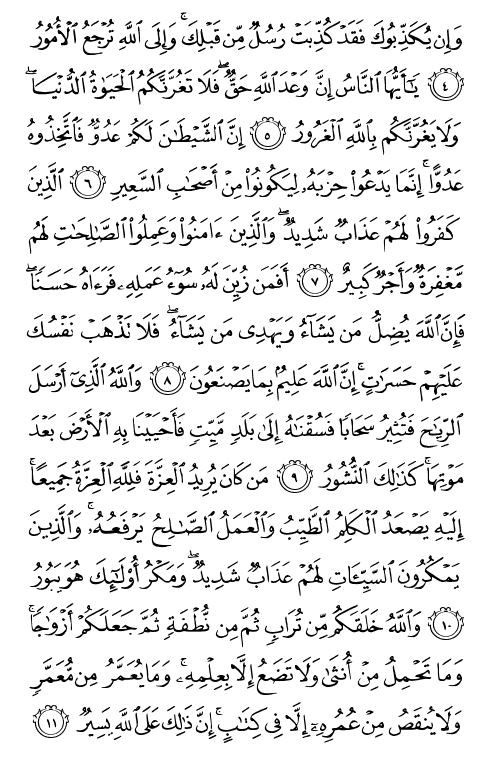 وَإِن يُكَذِّبُوكَ فَقَدْ كُذِّبَتْ رُسُلٌ مِّن قَبْلِكَ ۚ وَإِلَى ٱللَّهِ تُرْجَعُ ٱلْأُمُورُ
٤ يَـٰٓأَيُّهَا ٱلنَّاسُ إِنَّ وَعْدَ ٱللَّهِ حَقٌّ ۖ فَلَا تَغُرَّنَّكُمُ ٱلْحَيَوٰةُ ٱلدُّنْيَا ۖ
وَلَا يَغُرَّنَّكُم بِٱللَّهِ ٱلْغَرُورُ ٥ إِنَّ ٱلشَّيْطَـٰنَ لَكُمْ عَدُوٌّ فَٱتَّخِذُوهُ
عَدُوًّا ۚ إِنَّمَا يَدْعُوا۟ حِزْبَهُۥ لِيَكُونُوا۟ مِنْ أَصْحَـٰبِ ٱلسَّعِيرِ ٦ ٱلَّذِينَ
كَفَرُوا۟ لَهُمْ عَذَابٌ شَدِيدٌ ۖ وَٱلَّذِينَ ءَامَنُوا۟ وَعَمِلُوا۟ ٱلصَّـٰلِحَـٰتِ لَهُم
مَّغْفِرَةٌ وَأَجْرٌ كَبِيرٌ ٧ أَفَمَن زُيِّنَ لَهُۥ سُوٓءُ عَمَلِهِۦ فَرَءَاهُ حَسَنًا ۖ
فَإِنَّ ٱللَّهَ يُضِلُّ مَن يَشَآءُ وَيَهْدِى مَن يَشَآءُ ۖ فَلَا تَذْهَبْ نَفْسُكَ
عَلَيْهِمْ حَسَرَٰتٍ ۚ إِنَّ ٱللَّهَ عَلِيمٌۢ بِمَا يَصْنَعُونَ ٨ وَٱللَّهُ ٱلَّذِىٓ أَرْسَلَ
ٱلرِّيَـٰحَ فَتُثِيرُ سَحَابًا فَسُقْنَـٰهُ إِلَىٰ بَلَدٍ مَّيِّتٍ فَأَحْيَيْنَا بِهِ ٱلْأَرْضَ بَعْدَ
مَوْتِهَا ۚ كَذَٰلِكَ ٱلنُّشُورُ ٩ مَن كَانَ يُرِيدُ ٱلْعِزَّةَ فَلِلَّهِ ٱلْعِزَّةُ جَمِيعًا ۚ
إِلَيْهِ يَصْعَدُ ٱلْكَلِمُ ٱلطَّيِّبُ وَٱلْعَمَلُ ٱلصَّـٰلِحُ يَرْفَعُهُۥ ۚ وَٱلَّذِينَ
يَمْكُرُونَ ٱلسَّيِّـَٔاتِ لَهُمْ عَذَابٌ شَدِيدٌ ۖ وَمَكْرُ أُو۟لَـٰٓئِكَ هُوَ يَبُورُ
١٠ وَٱللَّهُ خَلَقَكُم مِّن تُرَابٍ ثُمَّ مِن نُّطْفَةٍ ثُمَّ جَعَلَكُمْ أَزْوَٰجًا ۚ
وَمَا تَحْمِلُ مِنْ أُنثَىٰ وَلَا تَضَعُ إِلَّا بِعِلْمِهِۦ ۚ وَمَا يُعَمَّرُ مِن مُّعَمَّرٍ
وَلَا يُنقَصُ مِنْ عُمُرِهِۦٓ إِلَّا فِى كِتَـٰبٍ ۚ إِنَّ ذَٰلِكَ عَلَى ٱللَّهِ يَسِيرٌ ١١